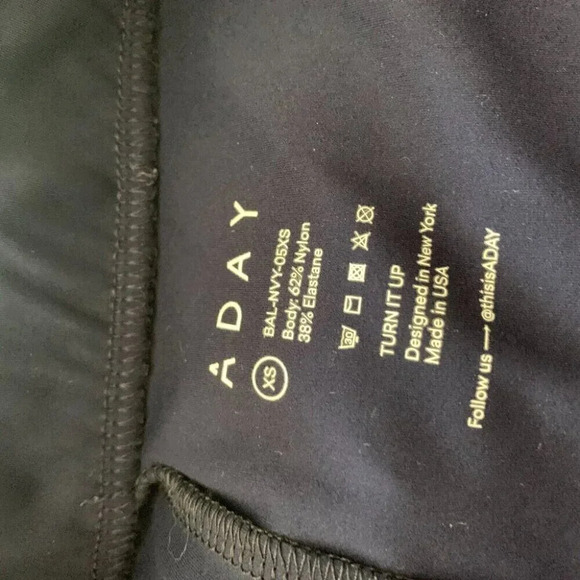 ADAY
XS
BAL-NVY-05XS
Body: 62% Nylon
38% Elastane
30
TURN IT UP
Designed in New York
Made in USA
Follow us → @thisisADAY